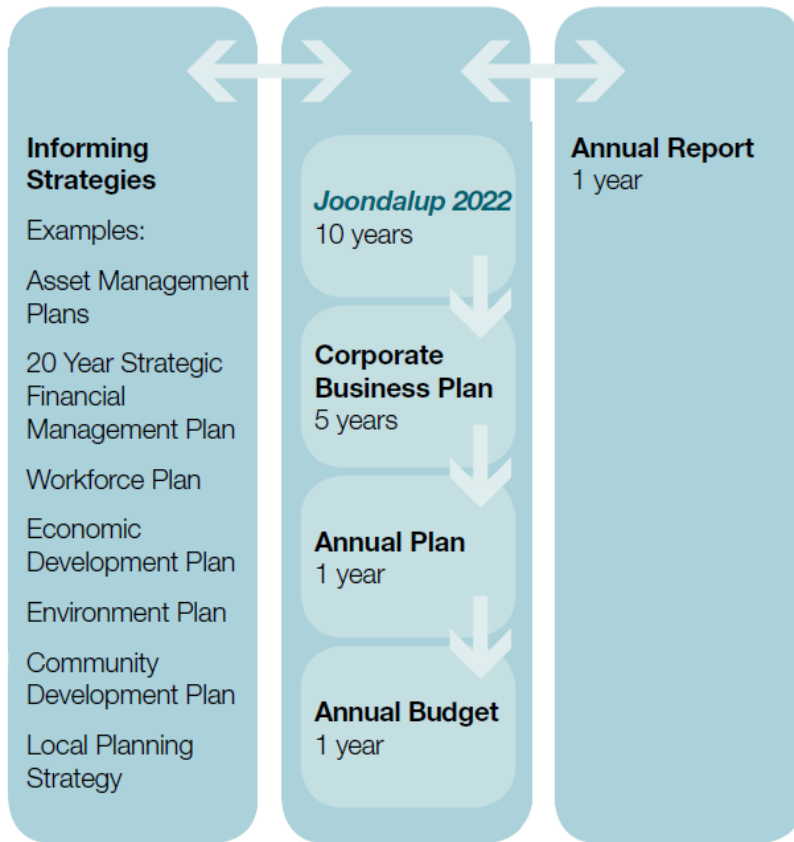 Informing
Strategies
Examples:
Asset Management
Plans
20 Year Strategic
Financial
Management Plan
Workforce Plan
Economic
Development Plan
Environment Plan
Community
Development Plan
Local Planning
Strategy
Joondalup 2022
10 years
Corporate
Business Plan
5 years
Annual Plan
1 year
Annual Budget
1 year
Annual Report
1 year